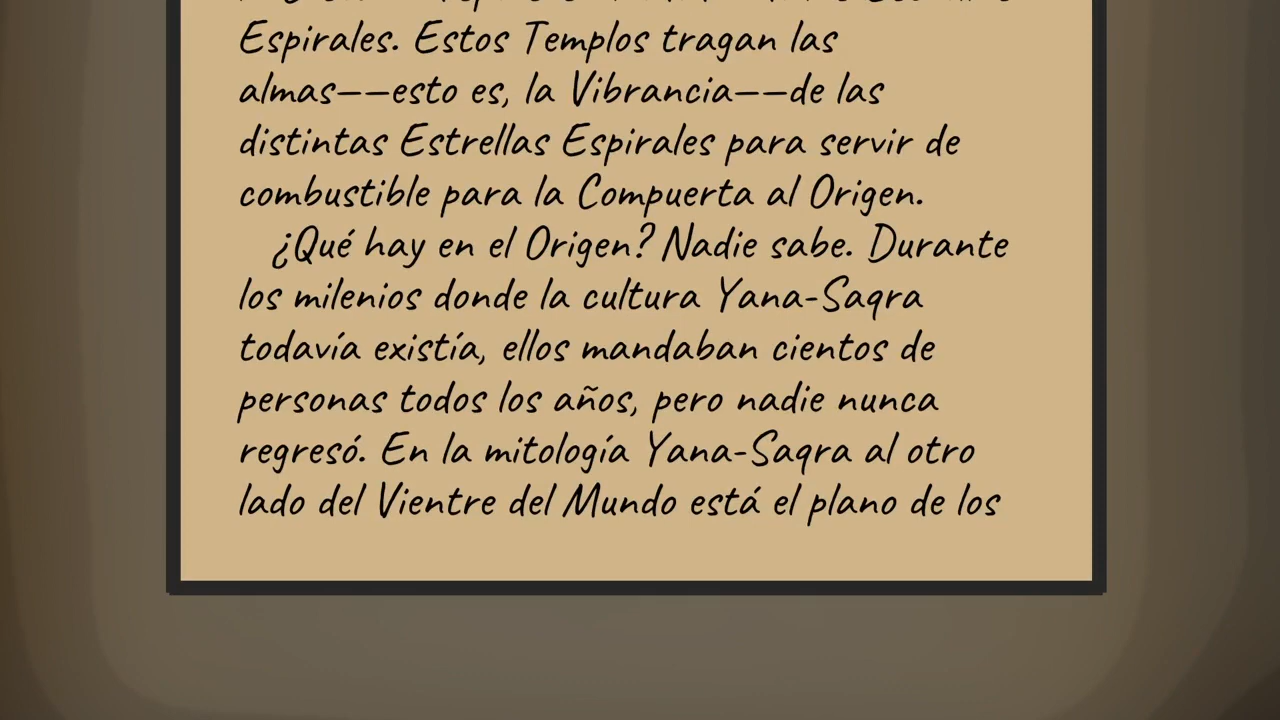 Espirales. Estos Templos tragan las
almas——esto es, la Vibrancia——de las
distintas Estrellas Espirales para servir de
combustible para la Compuerta al Origen.
¿Qué hay en el Origen? Nadie sabe. Durante
los milenios donde la cultura Yana-Saqra
todavía existía, ellos mandaban cientos de
personas todos los años, pero nadie nunca
regresó. En la mitología Yana-Saqra al otro
lado del Vientre del Mundo está el plano de los